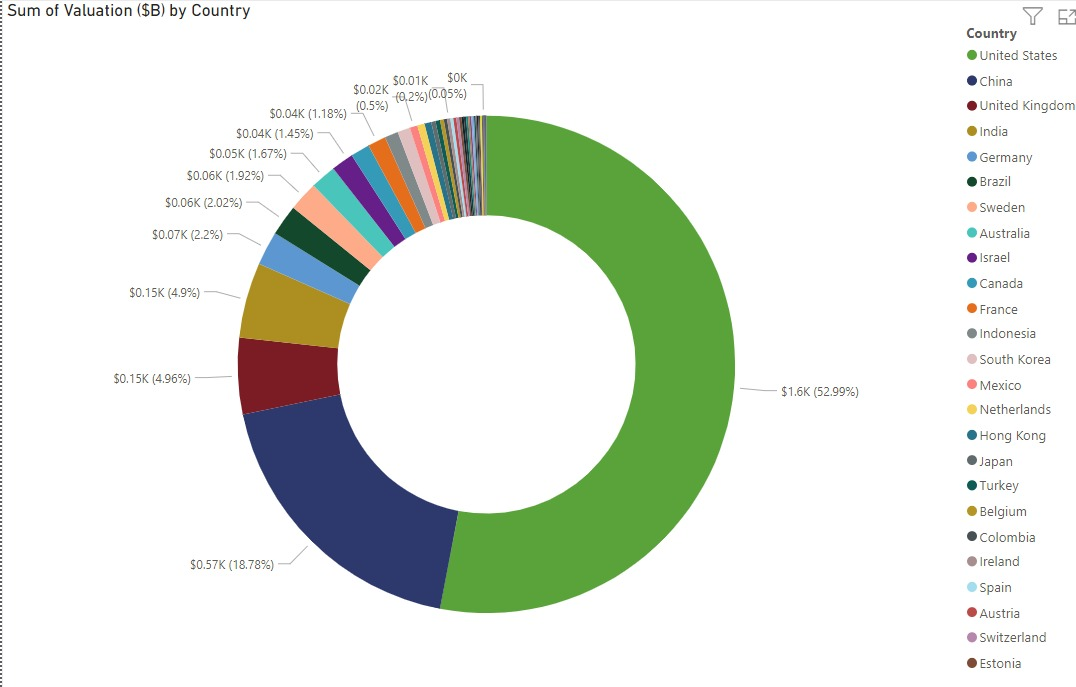 Sum of Valuation ($B) by Country
$0K
(0.05%)
$0.01K
(0.2%)
$0.02K
(0.5%)
$0.04K (1.18%)
$0.04K (1.45%)
$0.05K (1.67%)
$0.06K (1.92%)
$0.06K (2.02%)
$0.07K (2.2%)
$0.15K (4.9%)
$0.15K (4.96%)
$0.57K (18.78%)
$1.6K (52.99%)
Country
United States
China
United Kingdom
India
Germany
Brazil
Sweden
Australia
Israel
Canada
France
Indonesia
South Korea
Mexico
Netherlands
Hong Kong
Japan
Turkey
Belgium
Colombia
Ireland
Spain
Austria
Switzerland
Estonia